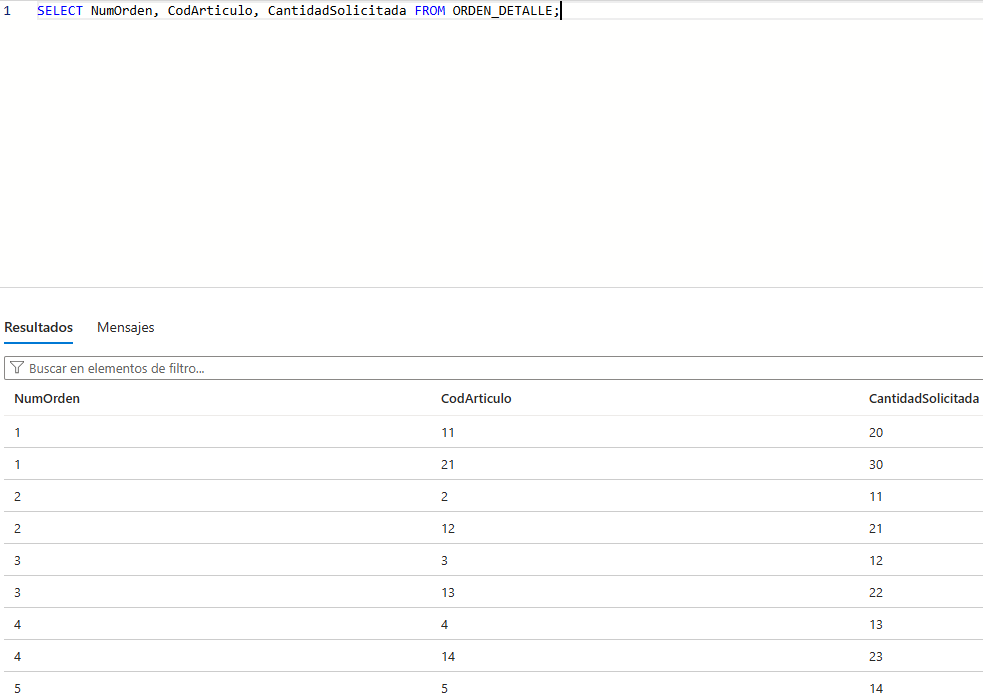 1 SELECT NumOrden, CodArticulo, CantidadSolicitada FROM ORDEN_DETALLE;
Resultados Mensajes
Buscar en elementos de filtro...
NumOrden CodArticulo CantidadSolicitada
1 11 20
1 21 30
2 2 11
2 12 21
3 3 12
3 13 22
4 4 13
4 14 23
5 5 14